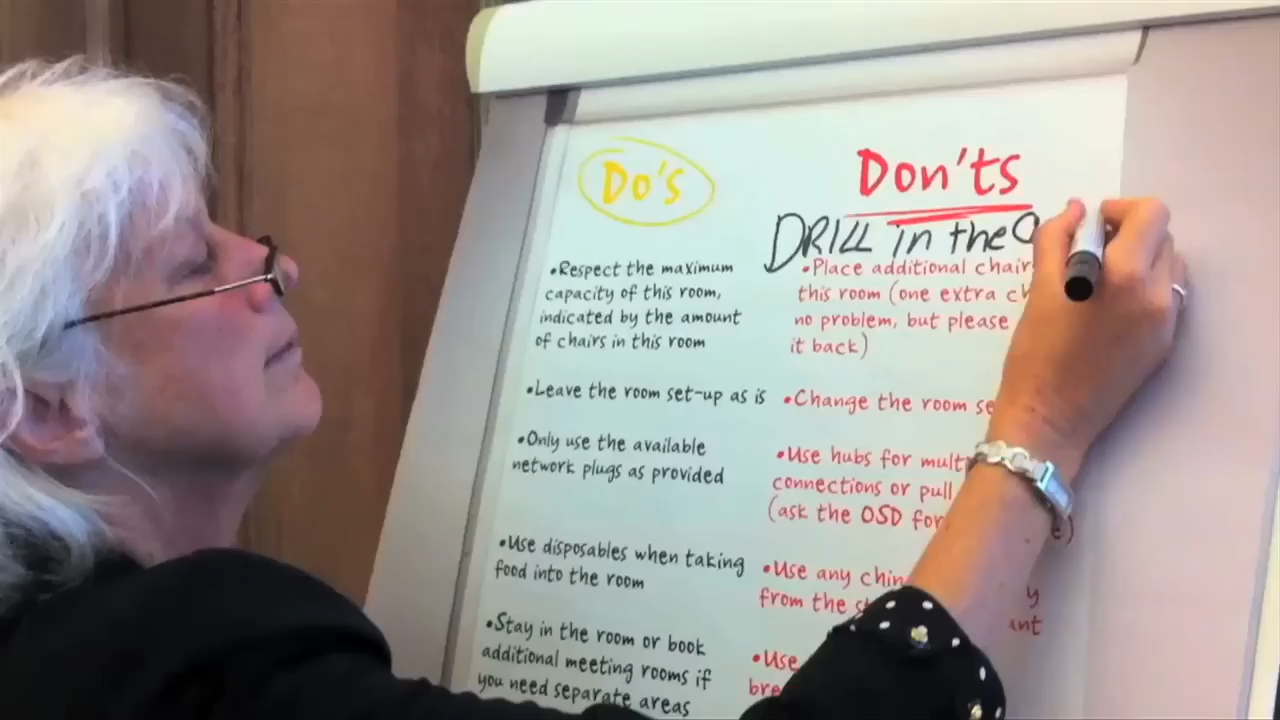 Do's
•Respect the maximum
capacity of this room,
indicated by the amount
of chairs in this room
•Leave the room set-up as is
•Only use the available
network plugs as provided
•Use disposables when taking
food into the room
•Stay in the room or book
additional meeting rooms if
you need separate areas
Don'ts
DRILL in the
•Place additional
this room (one extra
no problem, but please
it back)
•Change the room
•Use hubs for
connections or pull
(ask the OSD for
•Use any
from the
•Use